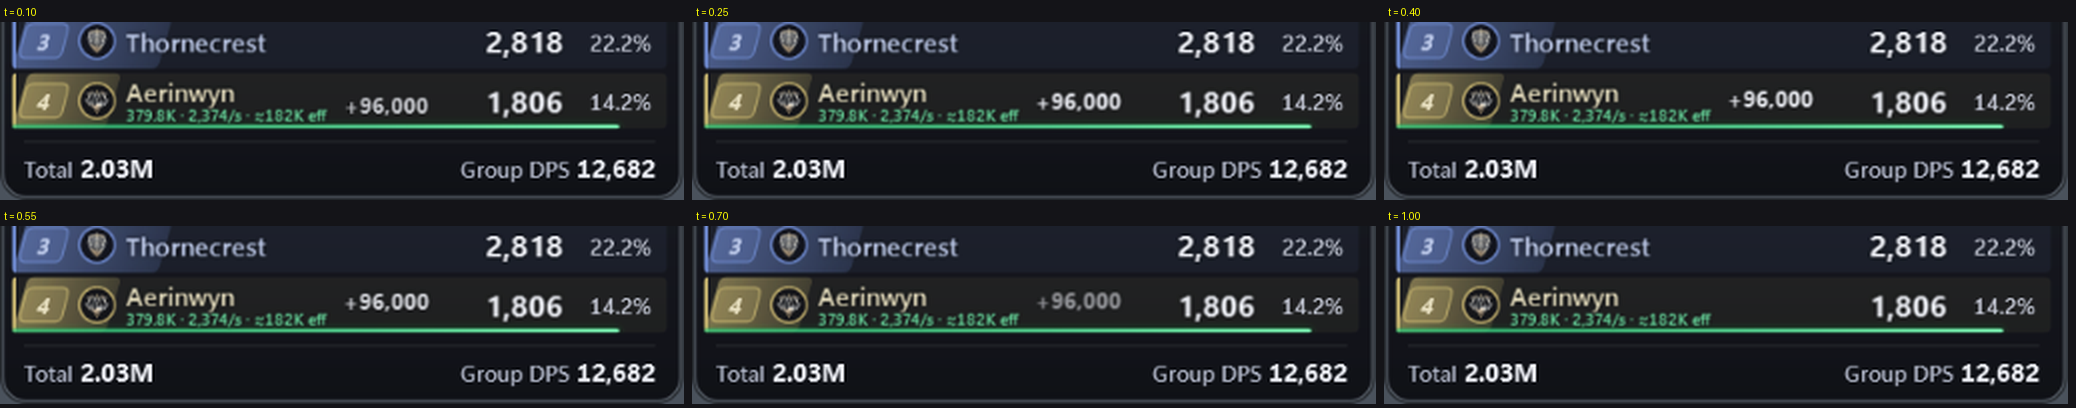 t=0.10
3 Thornecrest 2,818 22.2%
4 Aerinwyn +96,000 1,806 14.2%
379.8K · 2,374/s · ≈182K eff
Total 2.03M Group DPS 12,682
t=0.25
3 Thornecrest 2,818 22.2%
4 Aerinwyn +96,000 1,806 14.2%
379.8K · 2,374/s · ≈182K eff
Total 2.03M Group DPS 12,682
t=0.40
3 Thornecrest 2,818 22.2%
4 Aerinwyn +96,000 1,806 14.2%
379.8K · 2,374/s · ≈182K eff
Total 2.03M Group DPS 12,682
t=0.55
3 Thornecrest 2,818 22.2%
4 Aerinwyn +96,000 1,806 14.2%
379.8K · 2,374/s · ≈182K eff
Total 2.03M Group DPS 12,682
t=0.70
3 Thornecrest 2,818 22.2%
4 Aerinwyn +96,000 1,806 14.2%
379.8K · 2,374/s · ≈182K eff
Total 2.03M Group DPS 12,682
t=1.00
3 Thornecrest 2,818 22.2%
4 Aerinwyn 1,806 14.2%
379.8K · 2,374/s · ≈182K eff
Total 2.03M Group DPS 12,682